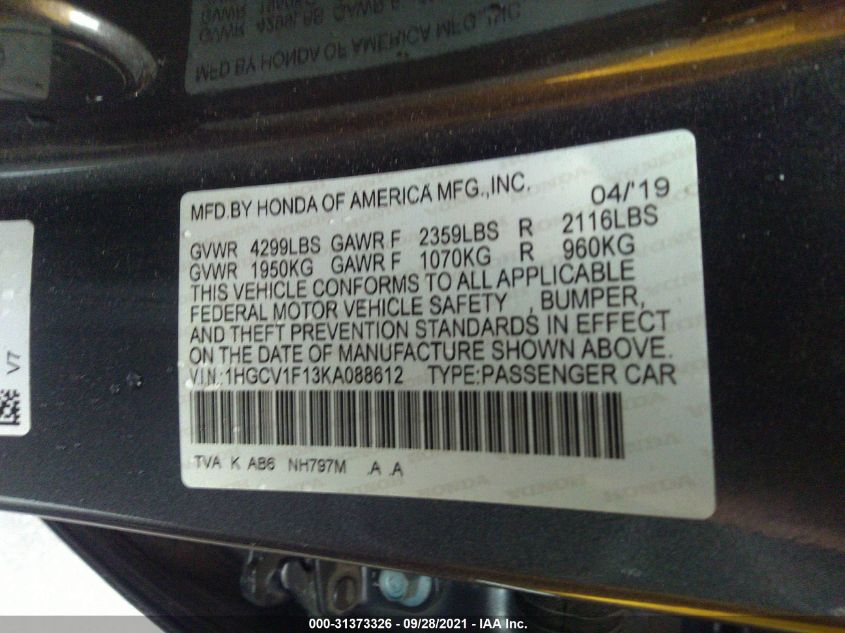 MFD BY HONDA OF AMERICA MFG., INC.
MFD.BY HONDA OF AMERICA MFG.,INC. 04/'19
GVWR 4299LBS GAWR F 2359LBS R 2116LBS
GVWR 1950KG GAWR F 1070KG R 960KG
THIS VEHICLE CONFORMS TO ALL APPLICABLE
FEDERAL MOTOR VEHICLE SAFETY , BUMPER,
AND THEFT PREVENTION STANDARDS IN EFFECT
ON THE DATE OF MANUFACTURE SHOWN ABOVE.
V.I.N.:1HGCV1F13KA088612 TYPE:PASSENGER CAR
TVA K AB6 NH797M .A .A
V7
000-31373326 - 09/28/2021 - IAA, Inc.